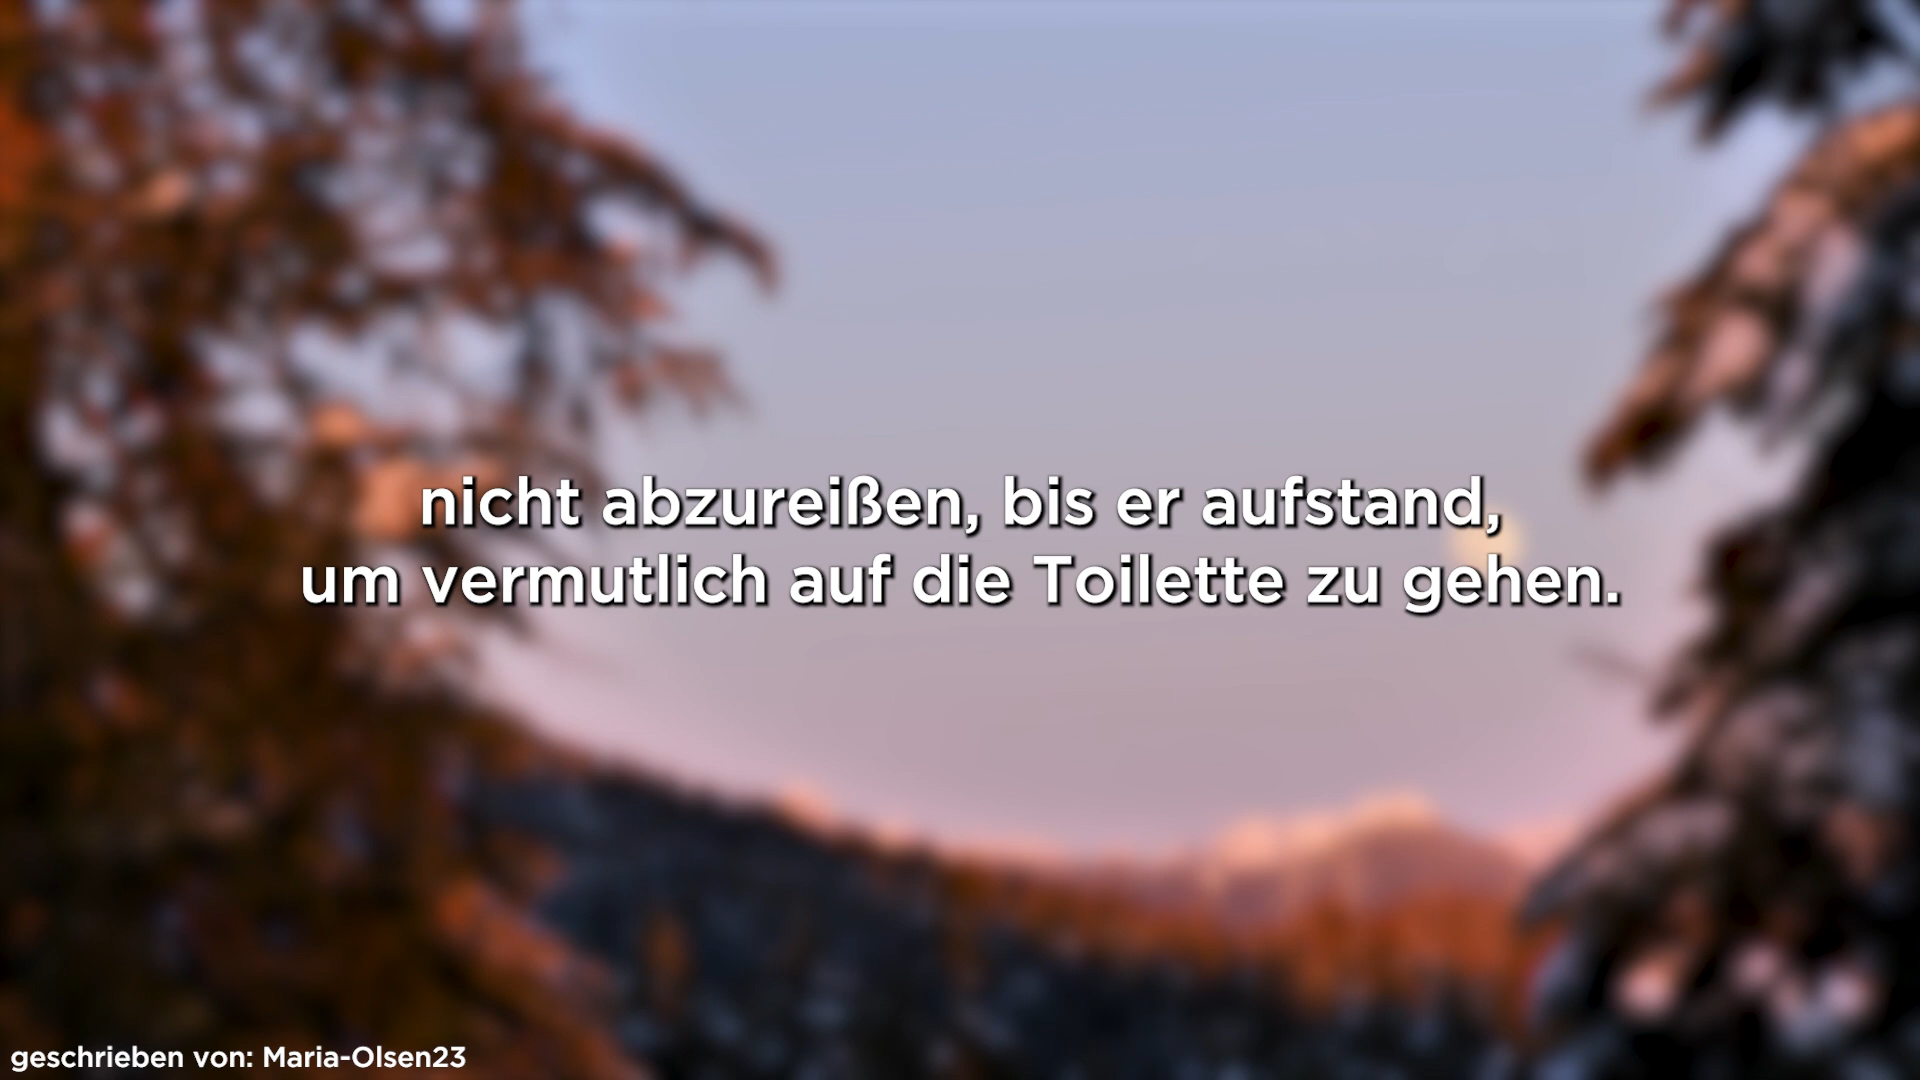 nicht abzureißen, bis er aufstand,
um vermutlich auf die Toilette zu gehen.
geschrieben von: Maria-Olsen23